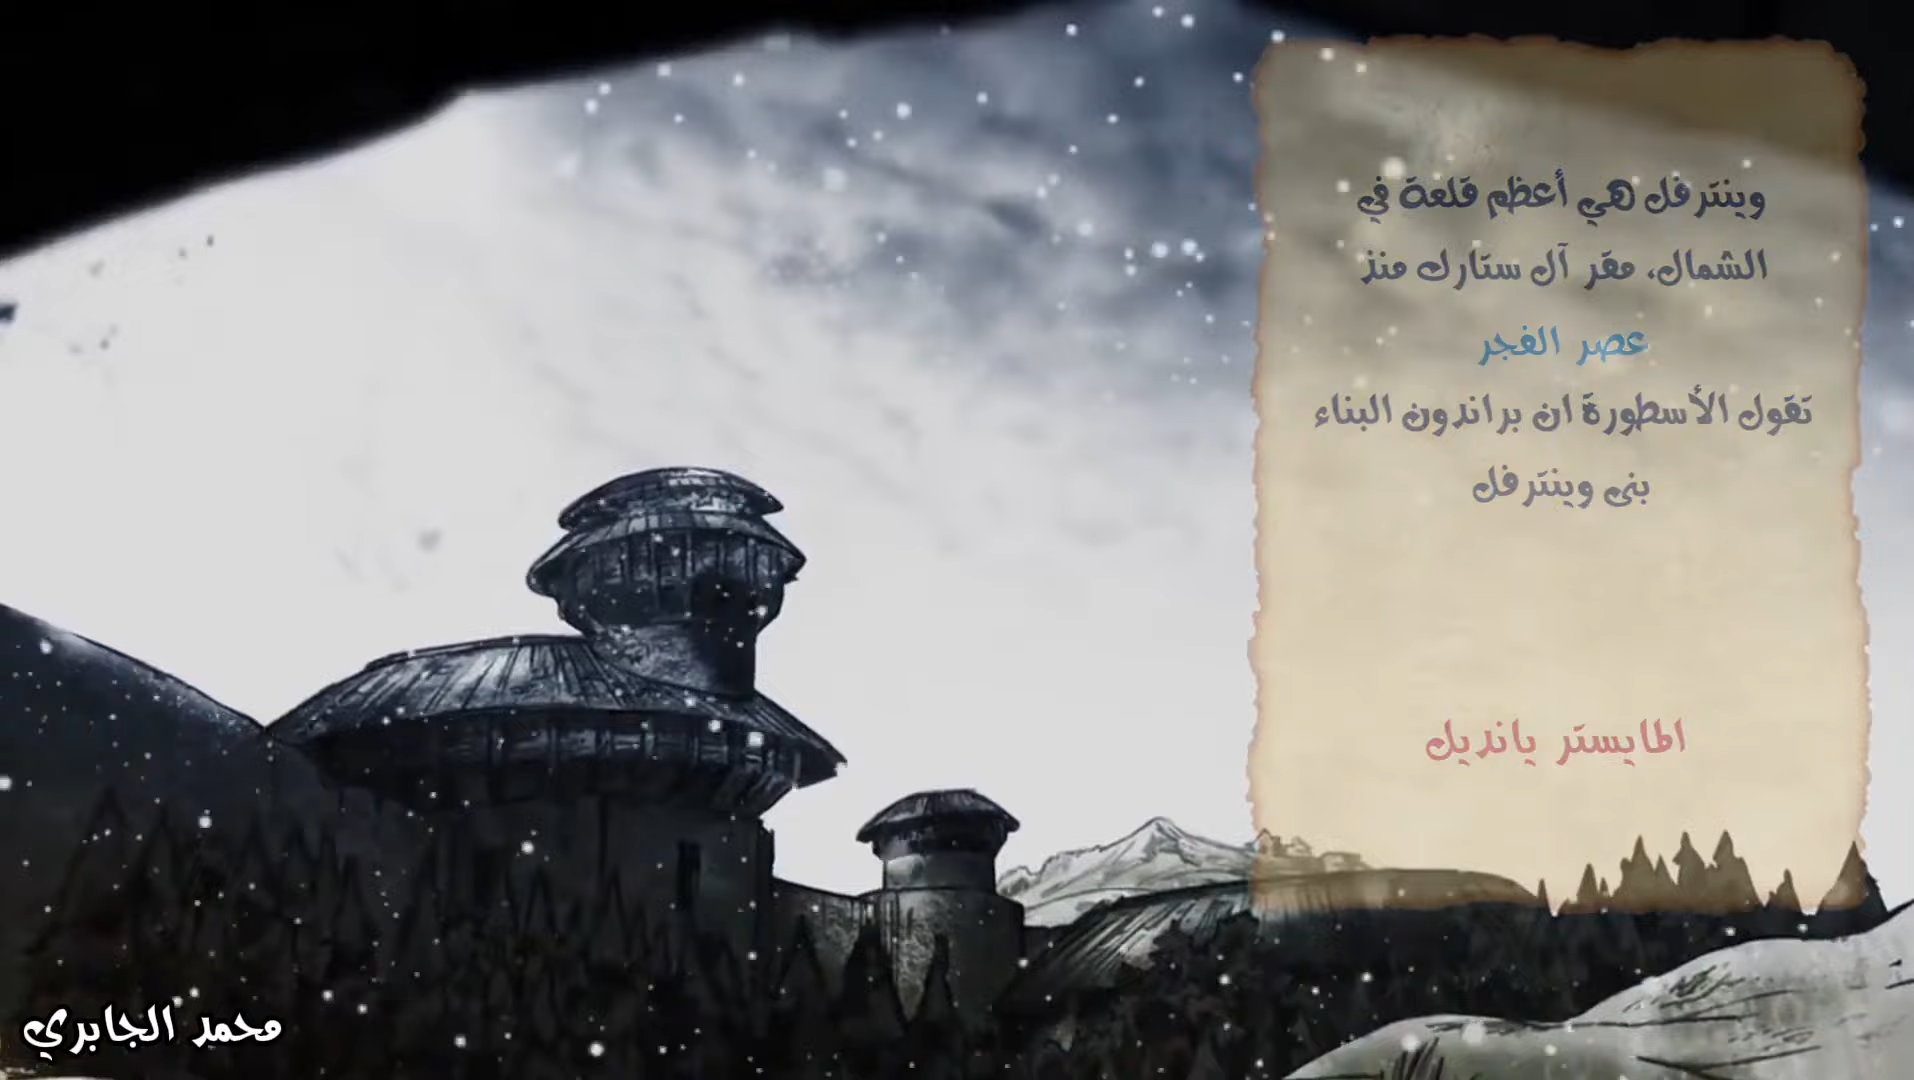 وينترفل هي أعظم قلعة في
الشمال، مقر آل ستارك منذ
عصر الفجر
تقول الأسطورة ان براندون البناء
بنى وينترفل
المايستر يانديل
محمد الجابري